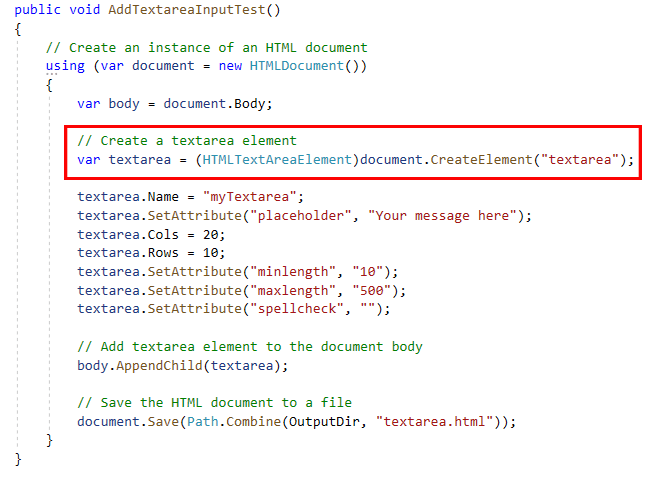 public void AddTextareaInputTest()
{
    // Create an instance of an HTML document
    using (var document = new HTMLDocument())
    {
        var body = document.Body;

        // Create a textarea element
        var textarea = (HTMLTextAreaElement)document.CreateElement("textarea");

        textarea.Name = "myTextarea";
        textarea.SetAttribute("placeholder", "Your message here");
        textarea.Cols = 20;
        textarea.Rows = 10;
        textarea.SetAttribute("minlength", "10");
        textarea.SetAttribute("maxlength", "500");
        textarea.SetAttribute("spellcheck", "");

        // Add textarea element to the document body
        body.AppendChild(textarea);

        // Save the HTML document to a file
        document.Save(Path.Combine(OutputDir, "textarea.html"));
    }
}